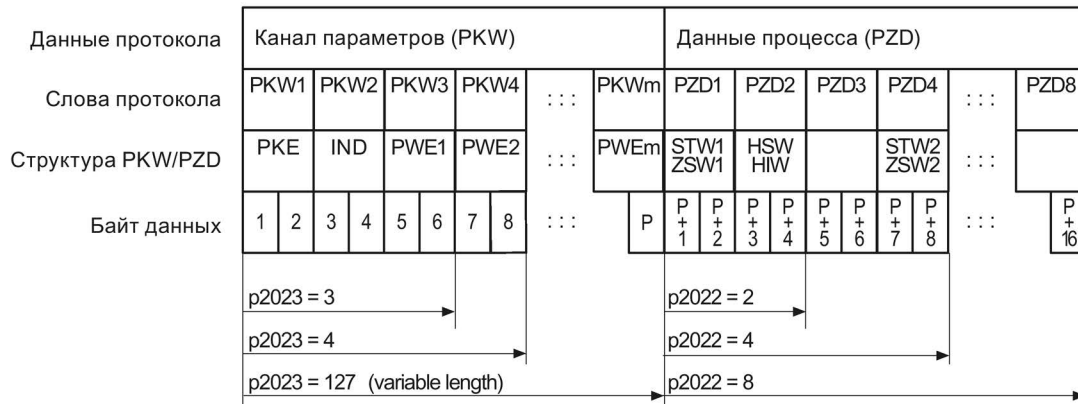 Данные протокола Канал параметров (PKW) Данные процесса (PZD)
Слова протокола PKW1 PKW2 PKW3 PKW4 : : : PKWm PZD1 PZD2 PZD3 PZD4 : : : PZD8
Структура PKW/PZD PKE IND PWE1 PWE2 : : : PWEm STW1 ZSW1 HSW HIW STW2 ZSW2 : : :
Байт данных 1 2 3 4 5 6 7 8 : : : P P+1 P+2 P+3 P+4 P+5 P+6 P+7 P+8 : : : P+16
p2023 = 3 p2022 = 2
p2023 = 4 p2022 = 4
p2023 = 127 (variable length) p2022 = 8